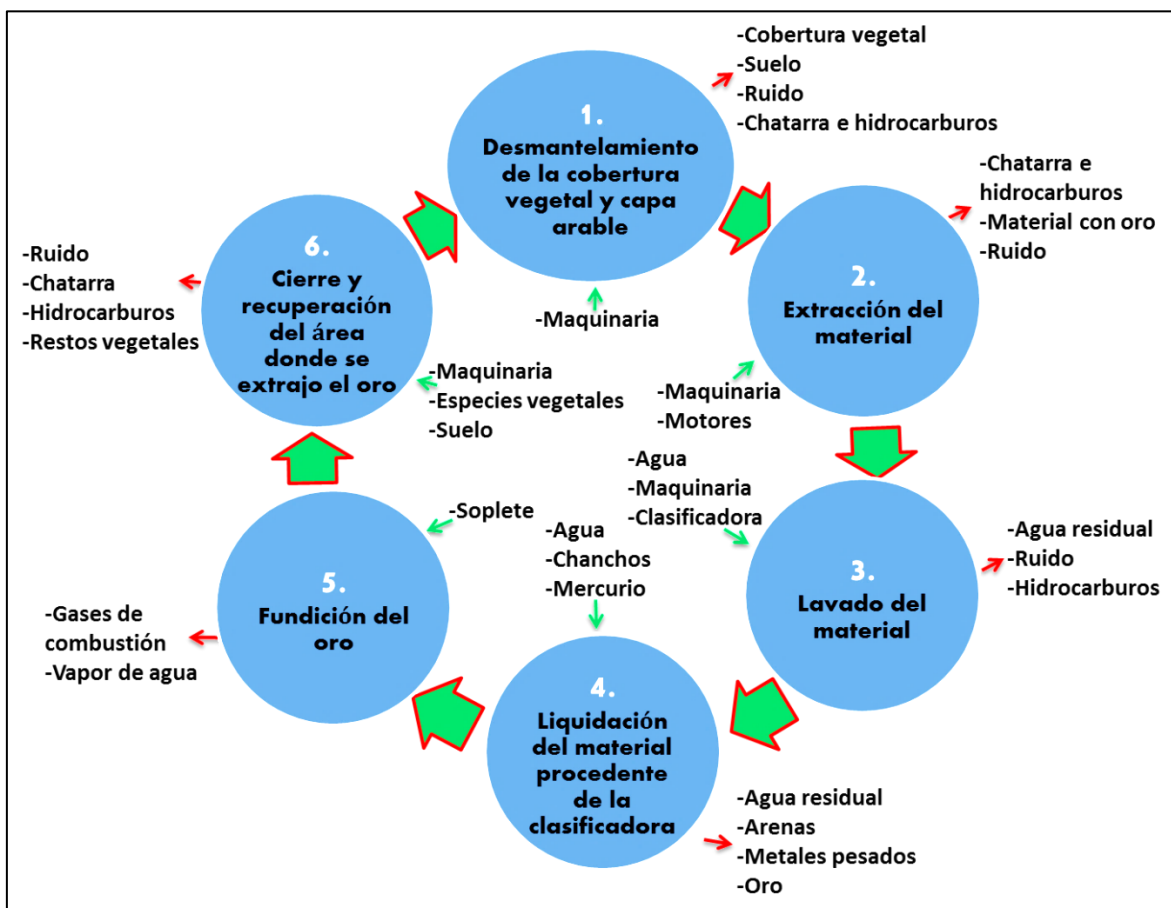 1.
Desmantelamiento
de la cobertura
vegetal y capa
arable
-Cobertura vegetal
-Suelo
-Ruido
-Chatarra e hidrocarburos
-Maquinaria
2.
Extracción del
material
-Chatarra e
hidrocarburos
-Material con oro
-Ruido
-Maquinaria
-Motores
3.
Lavado del
material
-Agua
-Maquinaria
-Clasificadora
-Agua residual
-Ruido
-Hidrocarburos
4.
Liquidación
del material
procedente
de la
clasificadora
-Agua
-Chanchos
-Mercurio
-Agua residual
-Arenas
-Metales pesados
-Oro
5.
Fundición del
oro
-Soplete
-Gases de
combustión
-Vapor de agua
6.
Cierre y
recuperación
del área
donde se
extrajo el oro
-Ruido
-Chatarra
-Hidrocarburos
-Restos vegetales
-Maquinaria
-Especies vegetales
-Suelo